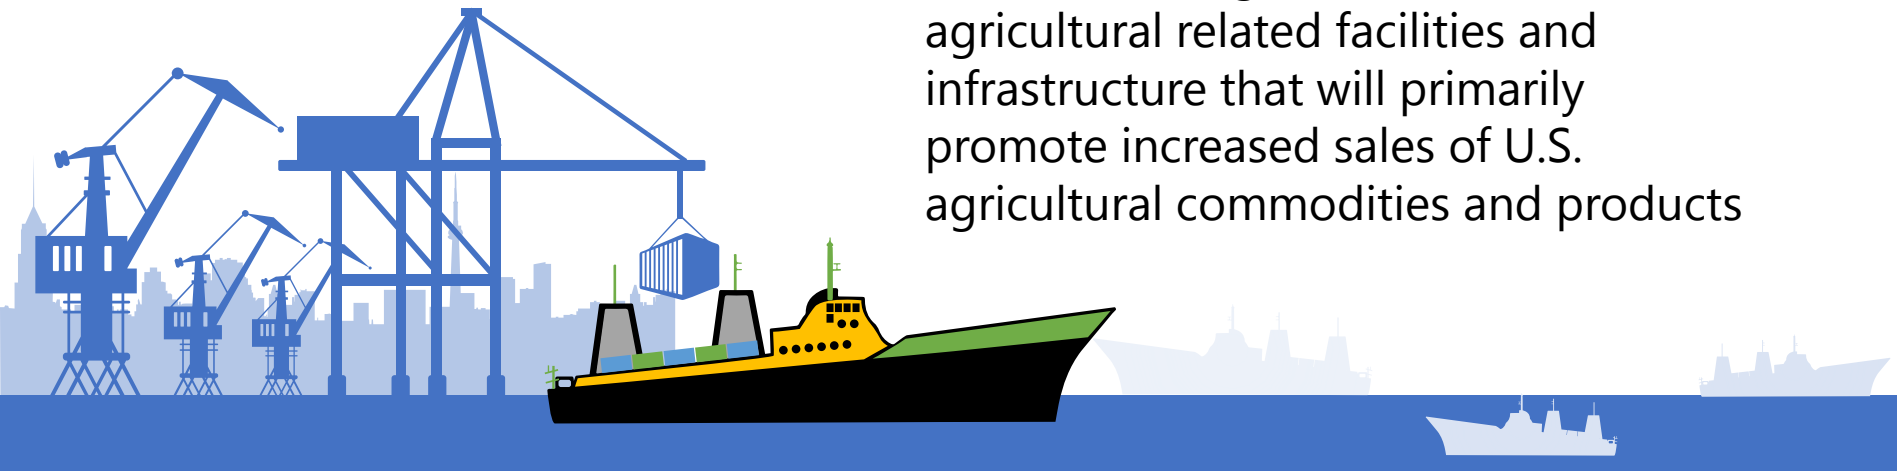 agricultural related facilities and
infrastructure that will primarily
promote increased sales of U.S.
agricultural commodities and products